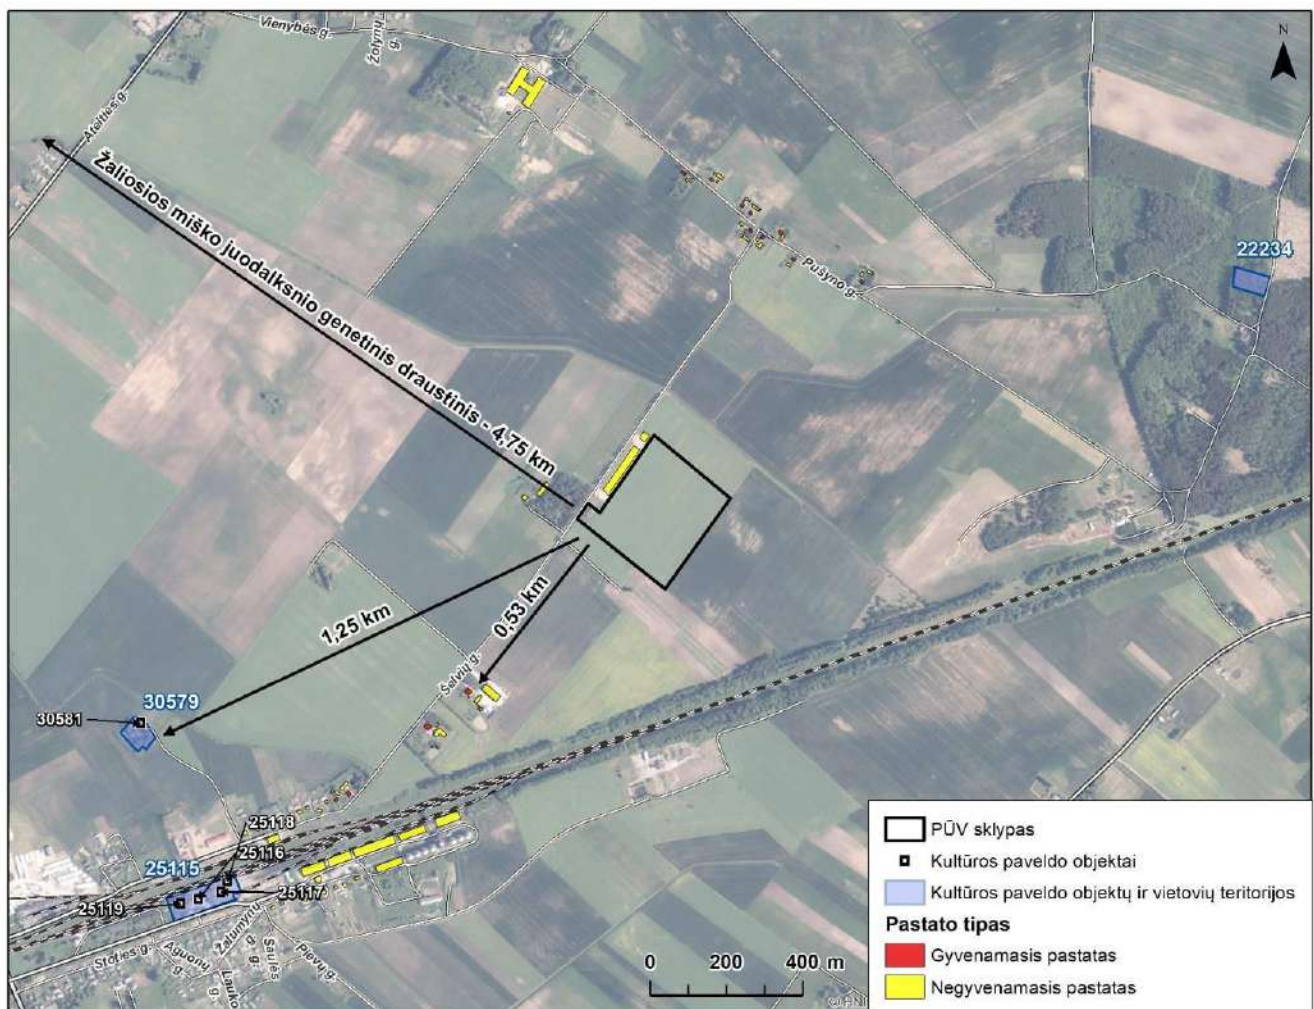 Vienybės g.
Žolynų g.
N
Ateities g.
Žaliosios miško juodalksnio genetinis draustinis - 4,75 km
Pušyno g.
22234
1,25 km
0,53 km
Šalvių g.
30579
30581
25118
25116
25115
25117
25119
Stoties g.
Aguonų g.
Žalumynų g.
Lauko g.
Saulės g.
Pievų g.
0 200 400 m
PŪV sklypas
Kultūros paveldo objektai
Kultūros paveldo objektų ir vietovių teritorijos
Pastato tipas
Gyvenamasis pastatas
Negyvenamasis pastatas